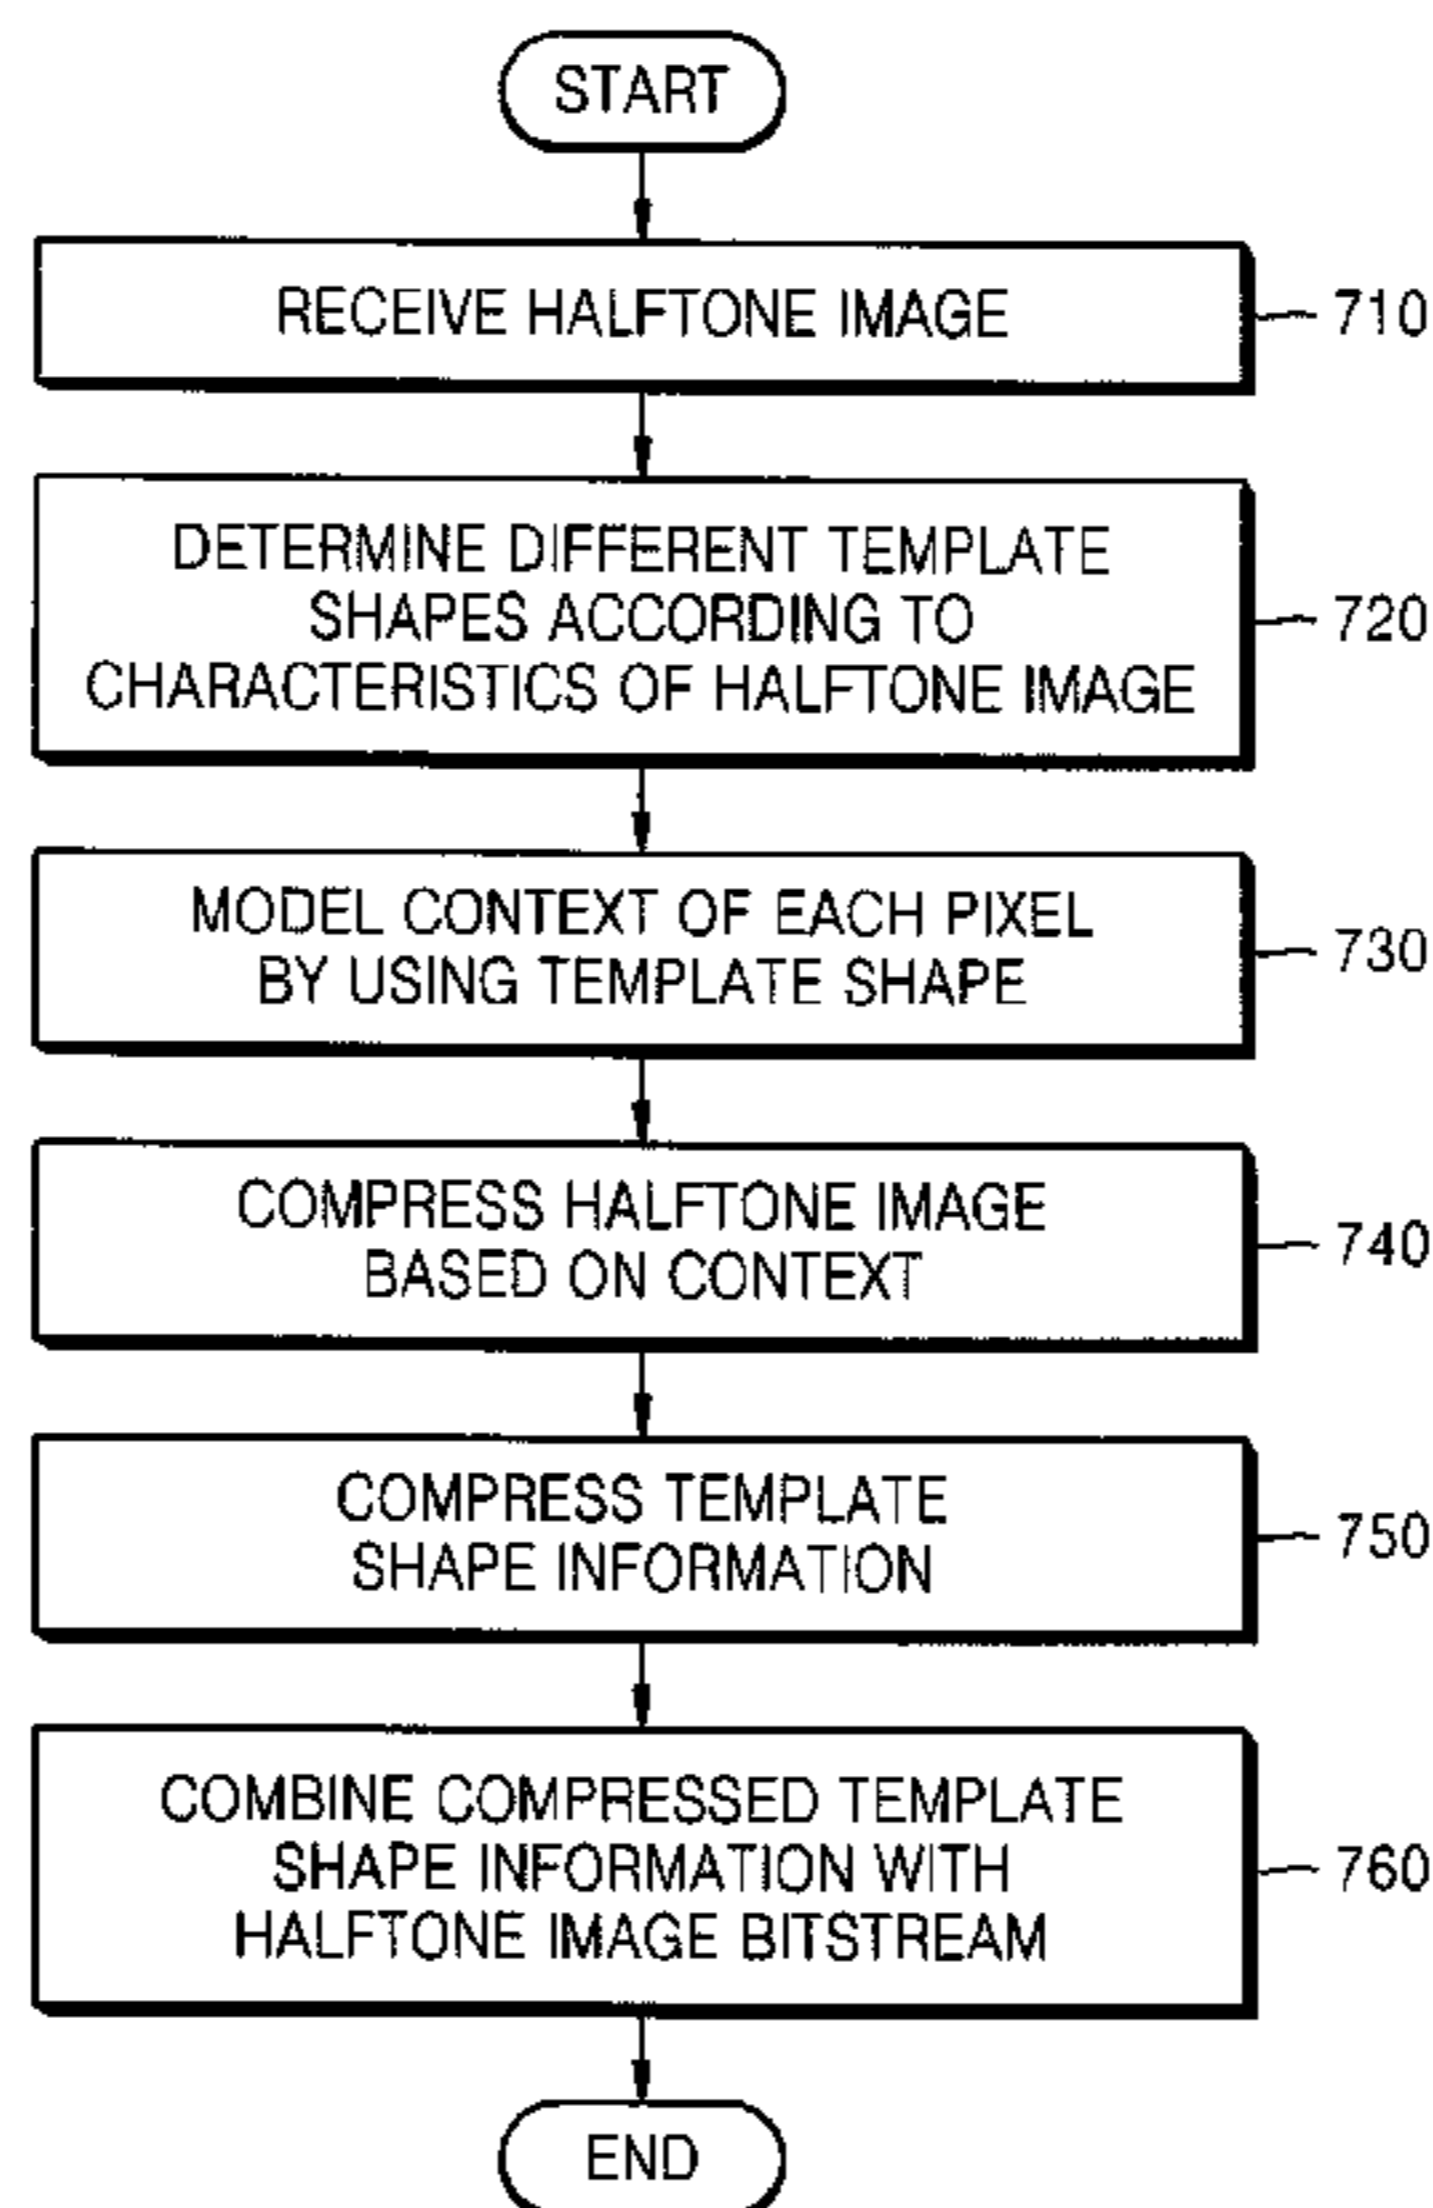 START
RECEIVE HALFTONE IMAGE
710
DETERMINE DIFFERENT TEMPLATE
SHAPES ACCORDING TO
CHARACTERISTICS OF HALFTONE IMAGE
720
MODEL CONTEXT OF EACH PIXEL
BY USING TEMPLATE SHAPE
730
COMPRESS HALFTONE IMAGE
BASED ON CONTEXT
740
COMPRESS TEMPLATE
SHAPE INFORMATION
750
COMBINE COMPRESSED TEMPLATE
SHAPE INFORMATION WITH
HALFTONE IMAGE BITSTREAM
760
END